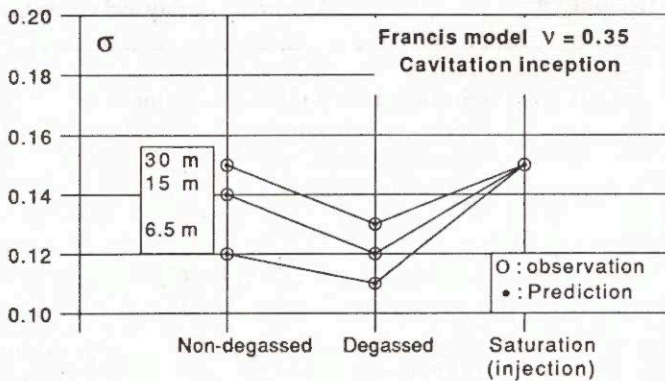 0.20
0.18
0.16
0.14
0.12
0.10
σ
Francis model ν = 0.35
Cavitation inception
30 m
15 m
6.5 m
O : observation
• : Prediction
Non-degassed
Degassed
Saturation
(injection)